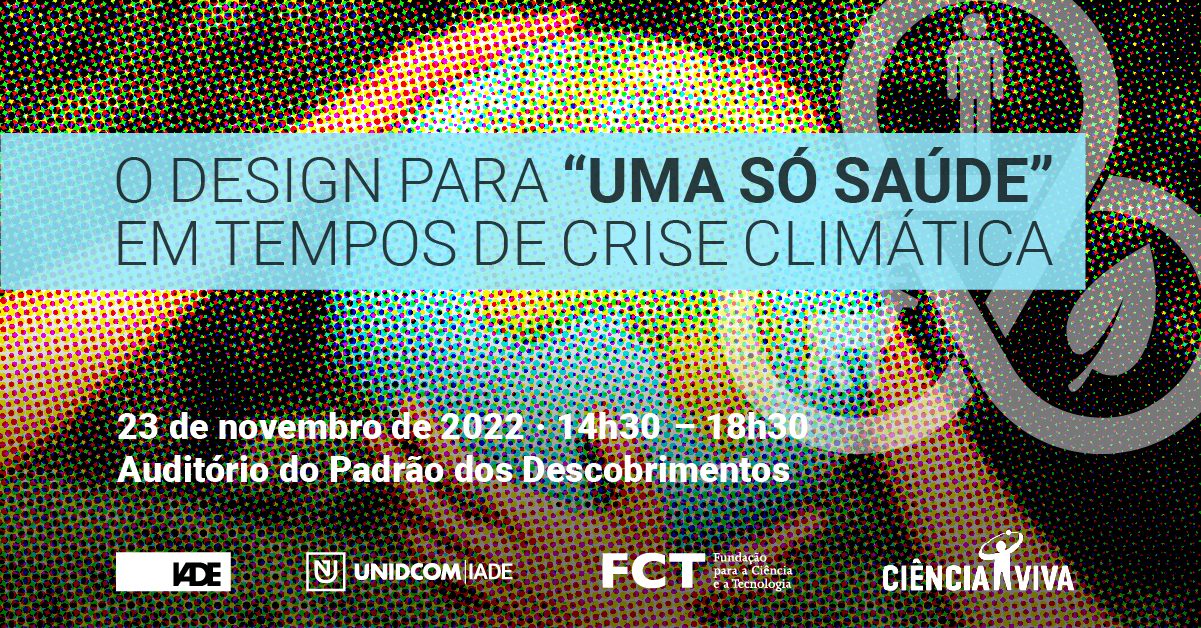 O DESIGN PARA “UMA SÓ SAÚDE”
EM TEMPOS DE CRISE CLIMÁTICA
23 de novembro de 2022 · 14h30 – 18h30
Auditório do Padrão dos Descobrimentos
IADE
UNIDCOM|IADE
FCT Fundação
para a Ciência
e a Tecnologia
CIÊNCIA VIVA